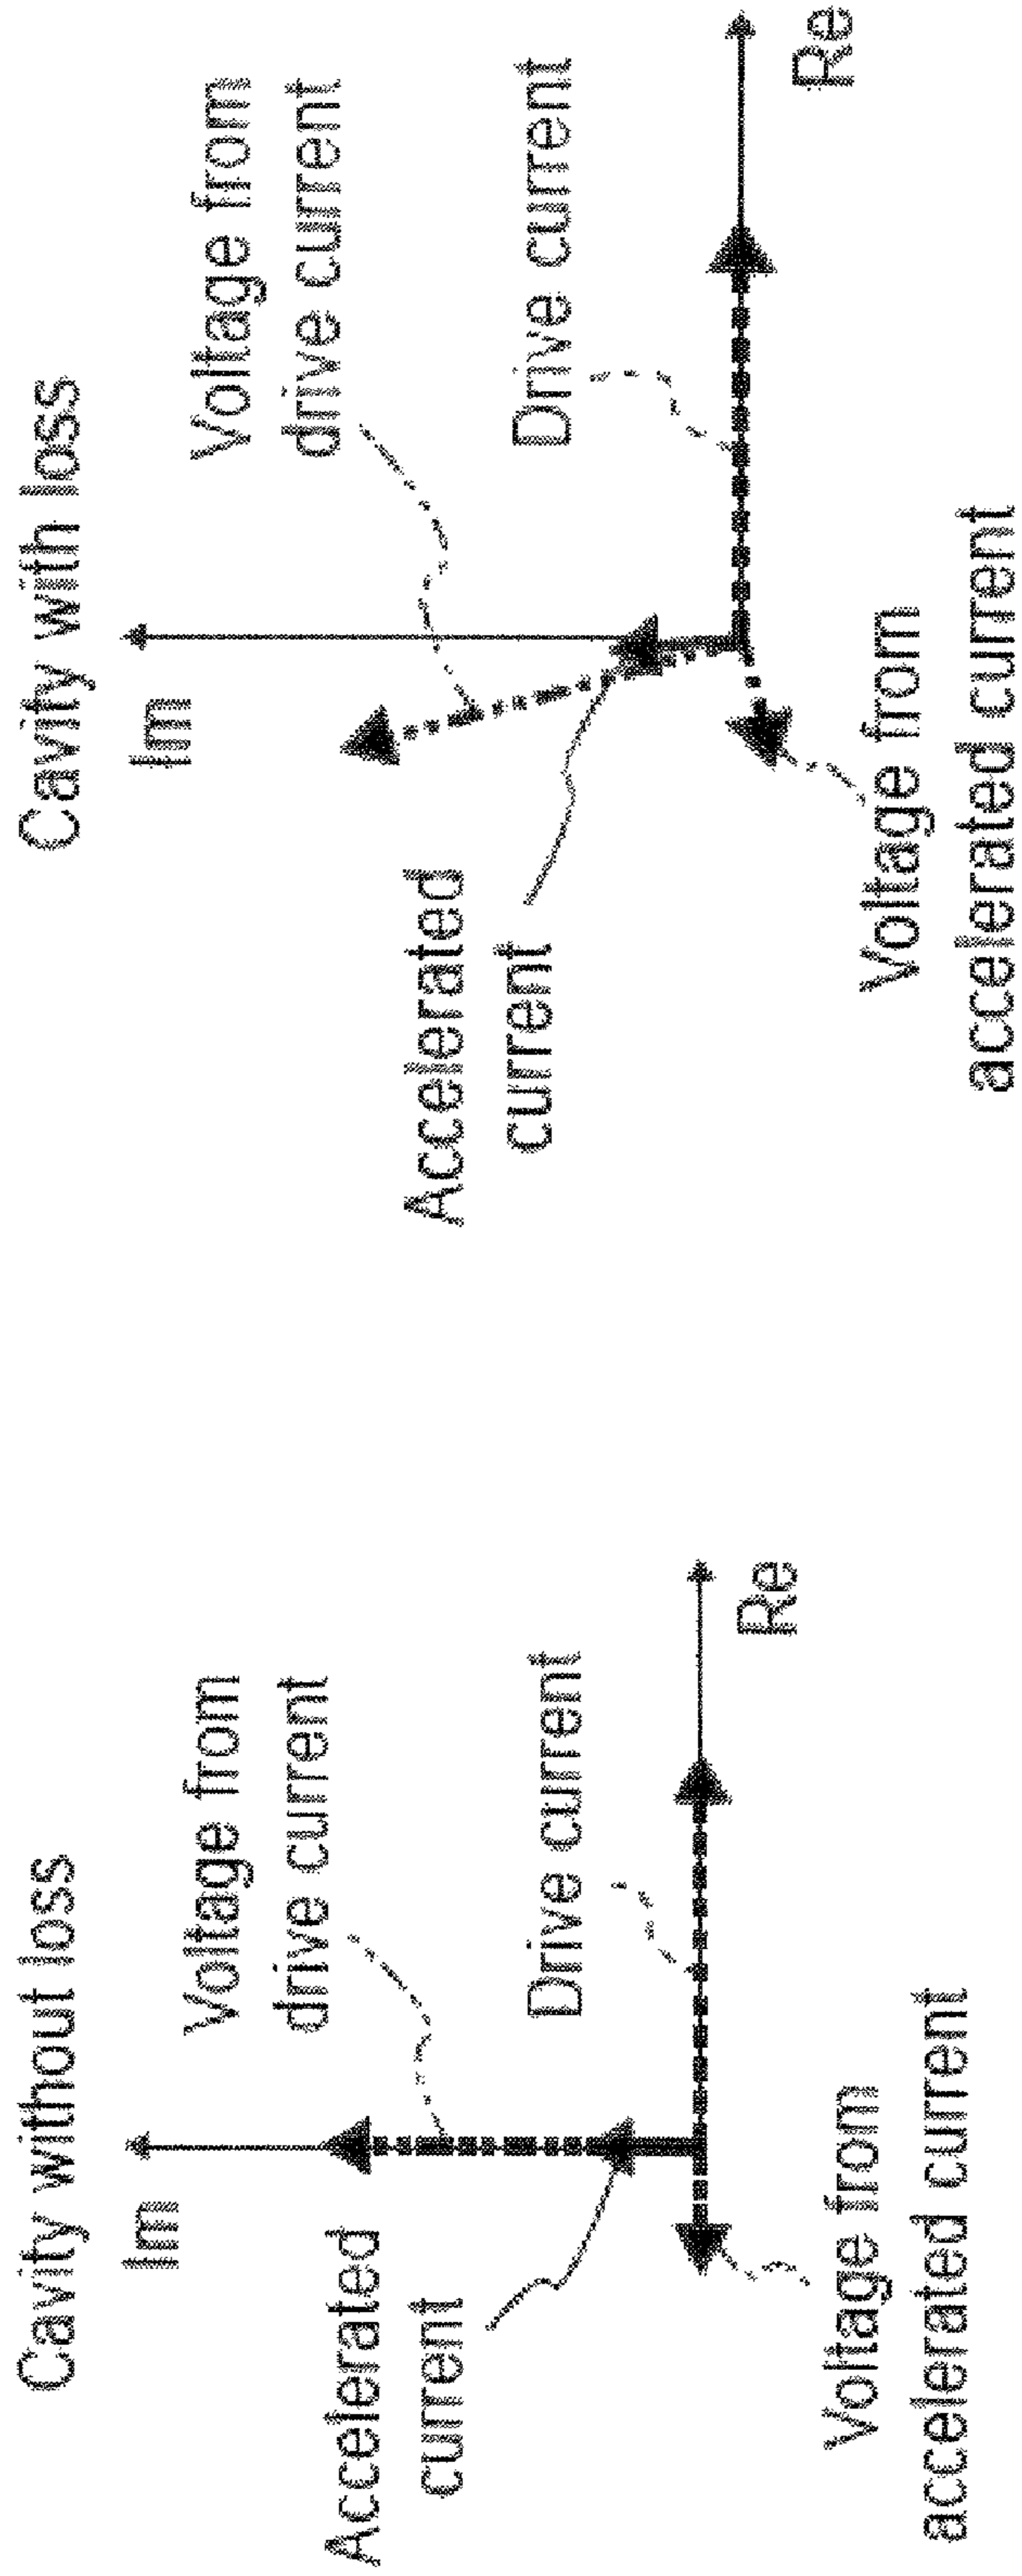 Cavity without loss
Im
Voltage from
drive current
Accelerated
current
Drive current
Re
Voltage from
accelerated current
Cavity with loss
Im
Voltage from
drive current
Accelerated
current
Drive current
Re
Voltage from
accelerated current